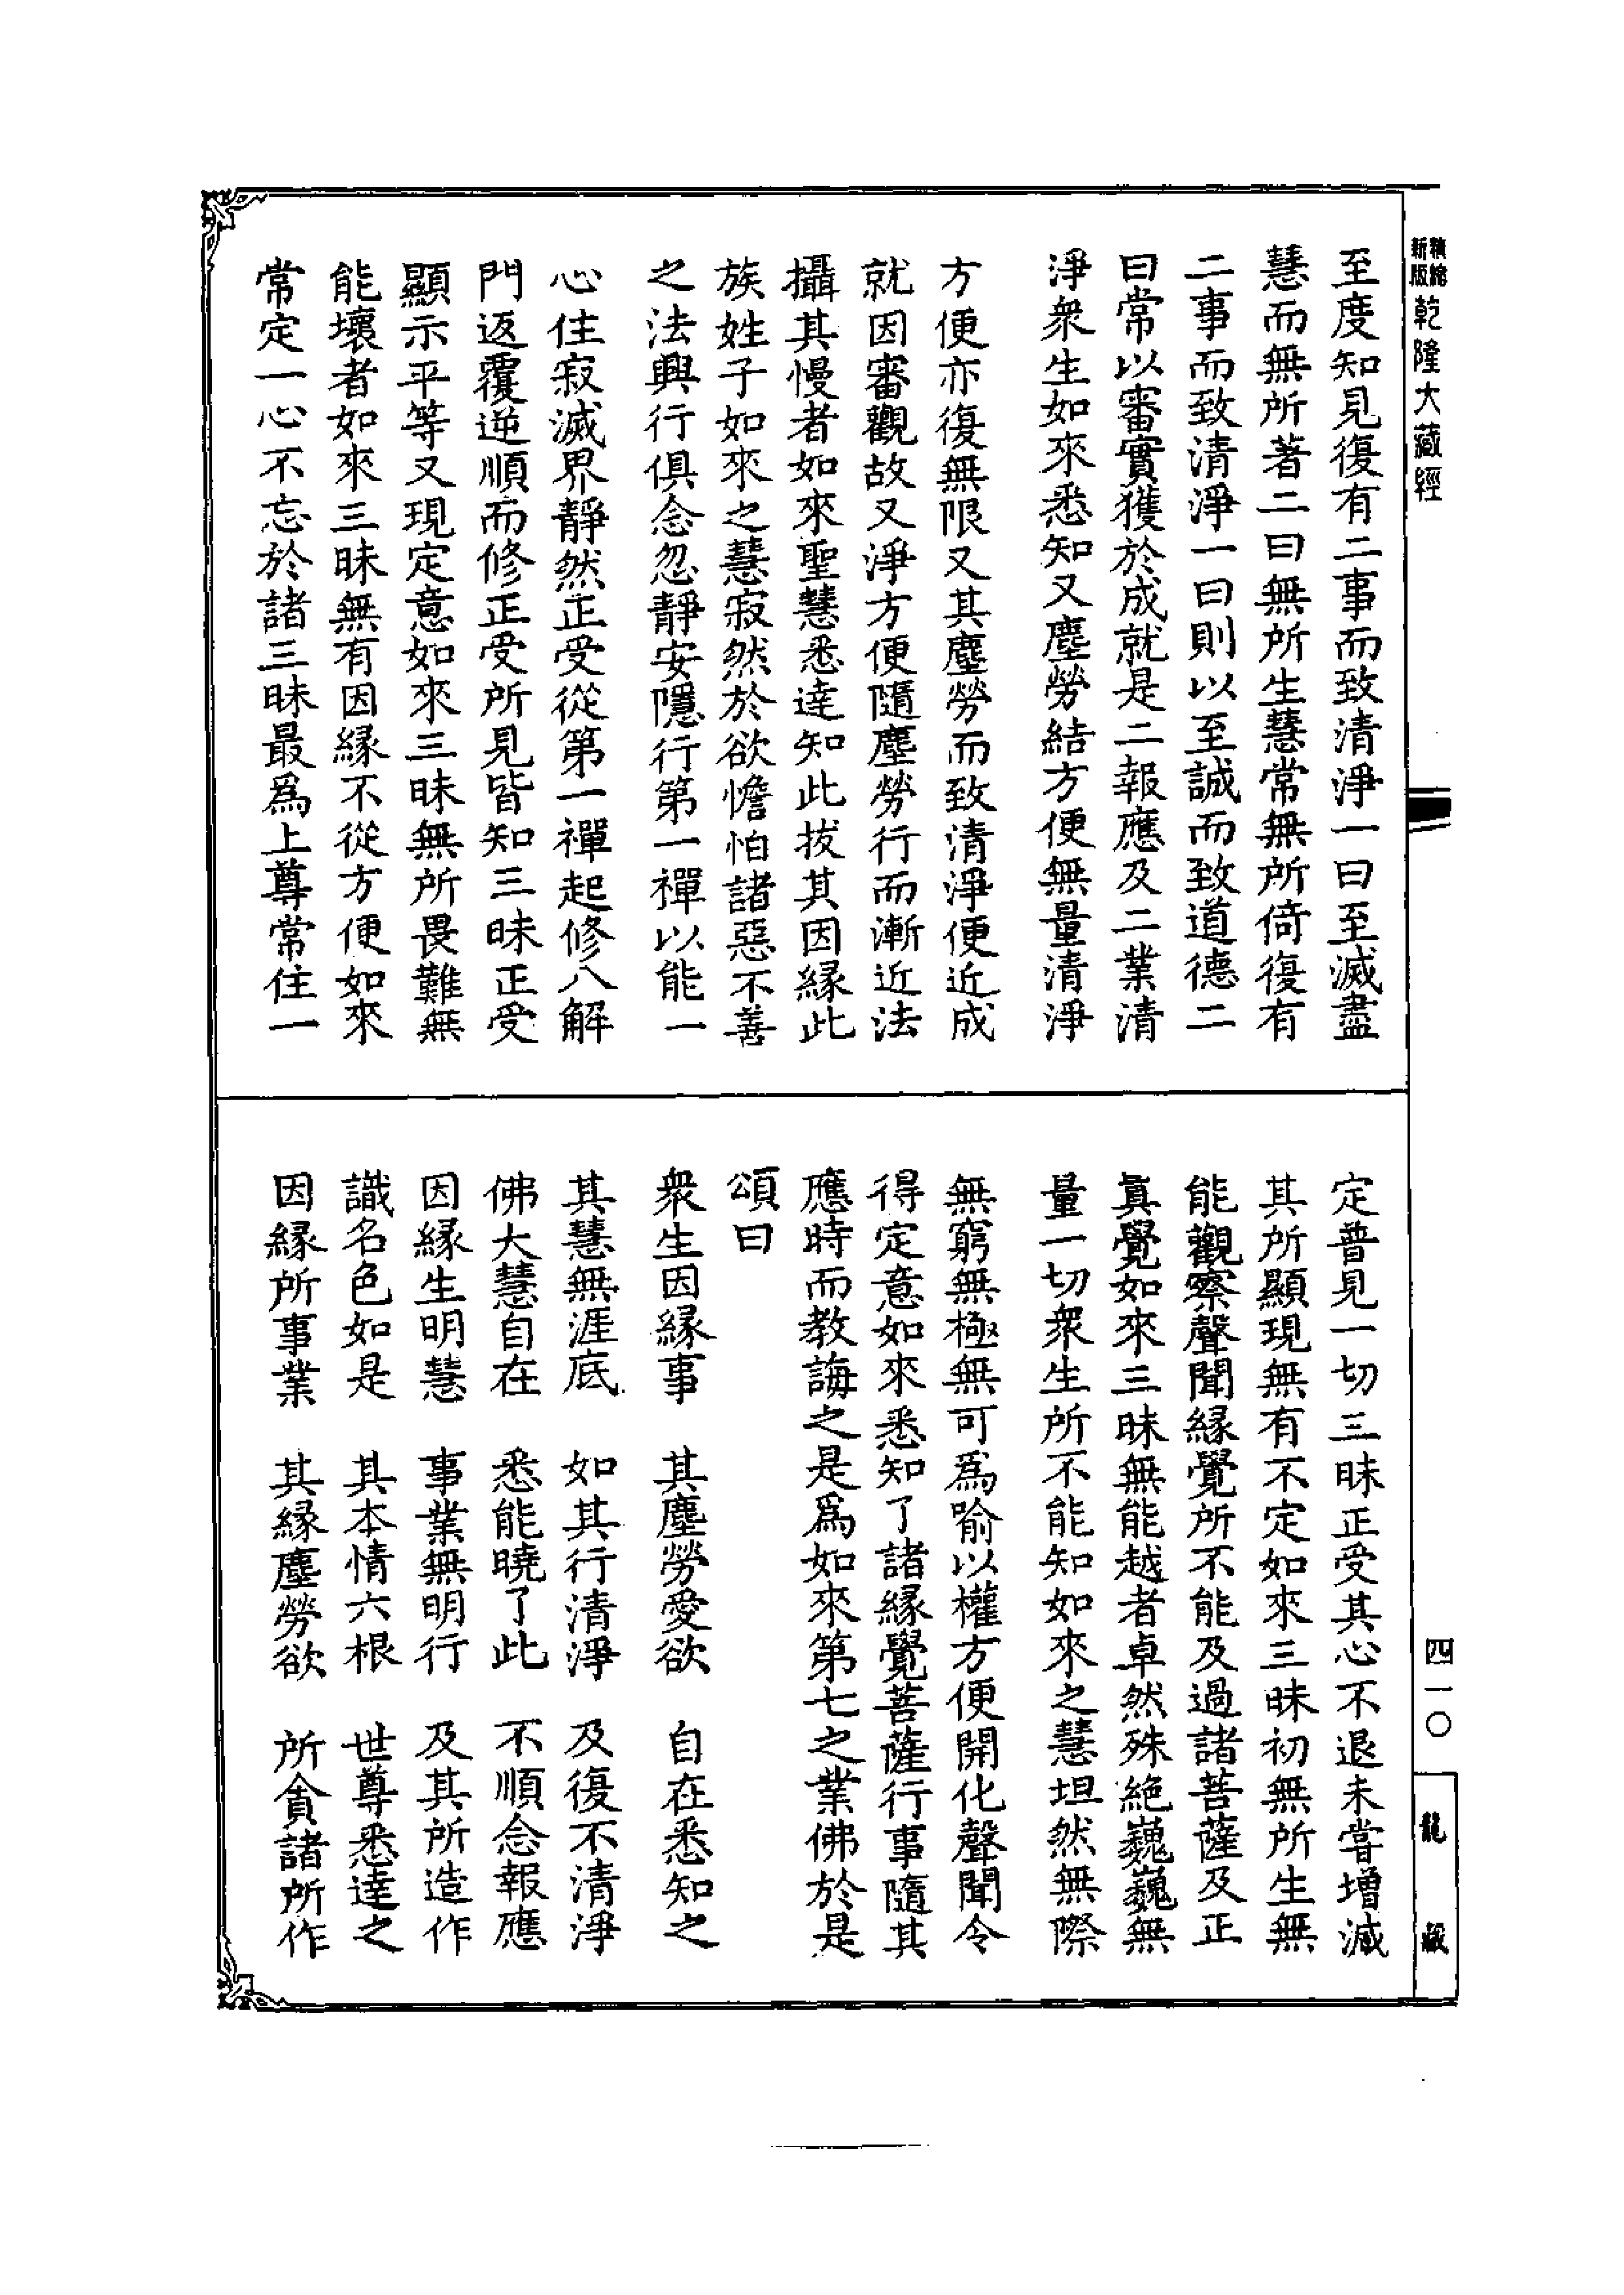 精縮新版乾隆大藏經
至度知見復有二事而致清淨一曰至滅盡
慧而無所著二曰無所生慧常無所倚復有
二事而致清淨一曰則以至誠而致道德二
曰常以審實獲於成就是二報應及二業清
淨衆生如來悉知又塵勞結方便無量清淨
方便亦復無限又其塵勞而致清淨便近成
就因審觀故又淨方便隨塵勞行而漸近法
攝其慢者如來聖慧悉達知此拔其因緣此
族姓子如來之慧寂然於欲憺怕諸惡不善
之法興行俱念忽靜安隱行第一禪以能一
心住寂滅界靜然正受從第一禪起修八解
門返覆逆順而修正受所見皆知三昧正受
顯示平等又現定意如來三昧無所畏難無
能壞者如來三昧無有因緣不從方便如來
常定一心不忘於諸三昧最為上尊常住一
定普見一切三昧正受其心不退未甞增減
其所顯現無有不定如來三昧初無所生無
能觀察聲聞緣覺所不能及過諸菩薩及正
真覺如來三昧無能越者卓然殊絕巍巍無
量一切衆生所不能知如來之慧坦然無際
無窮無極無可為喻以權方便開化聲聞令
得定意如來悉知了諸緣覺菩薩行事隨其
應時而教誨之是為如來第七之業佛於是
頌曰
衆生因緣事　其塵勞愛欲　自在悉知之
其慧無涯底　如其行清淨　及復不清淨
佛大慧自在　悉能曉了此　不順念報應
因緣生明慧　事業無明行　及其所造作
識名色如是　其本情六根　世尊悉達之
因緣所事業　其緣塵勞欲　所貪諸所作
四一〇
龍藏